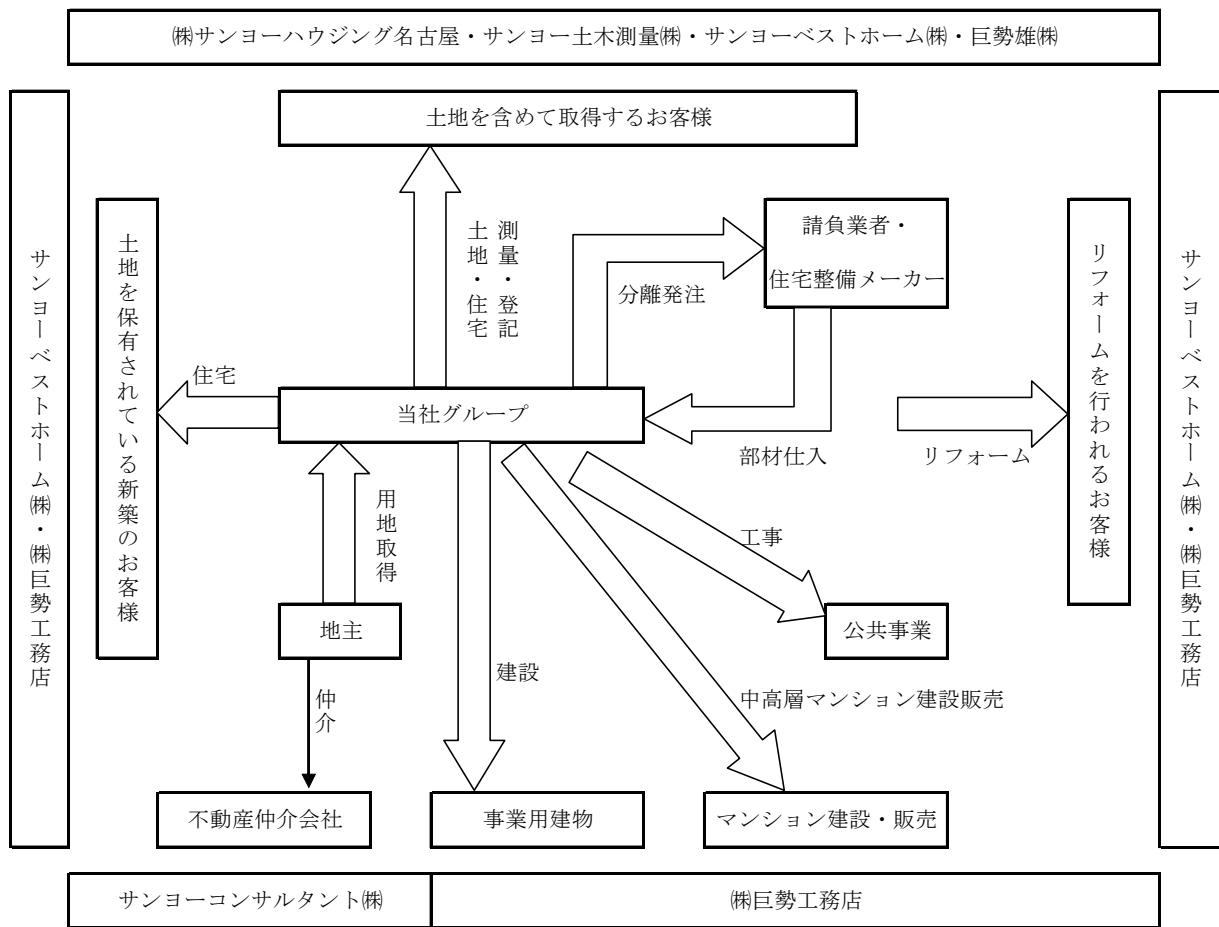 ㈱サンヨーハウジング名古屋・サンヨー土木測量㈱・サンヨーベストホーム㈱・巨勢雄㈱
土地を含めて取得するお客様
サンヨーベストホーム㈱・㈱巨勢工務店
土地を保有されている新築のお客様
測量・登記
土地・住宅
請負業者・
住宅整備メーカー
分離発注
リフォームを行われるお客様
サンヨーベストホーム㈱・㈱巨勢工務店
住宅
当社グループ
部材仕入
リフォーム
用地取得
工事
地主
公共事業
仲介
建設
中高層マンション建設販売
不動産仲介会社
事業用建物
マンション建設・販売
サンヨーコンサルタント㈱
㈱巨勢工務店